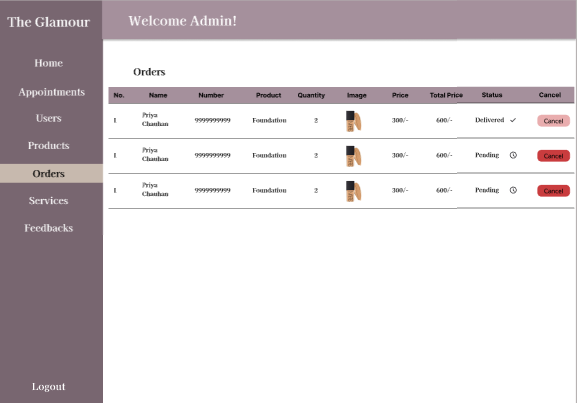 The Glamour
Welcome Admin!
Home
Appointments
Users
Products
Orders
Services
Feedbacks
Logout
Orders
No. Name Number Product Quantity Image Price Total Price Status Cancel
1 Priya Chauhan 9999999999 Foundation 2 300/- 600/- Delivered Cancel
1 Priya Chauhan 9999999999 Foundation 2 300/- 600/- Pending Cancel
1 Priya Chauhan 9999999999 Foundation 2 300/- 600/- Pending Cancel